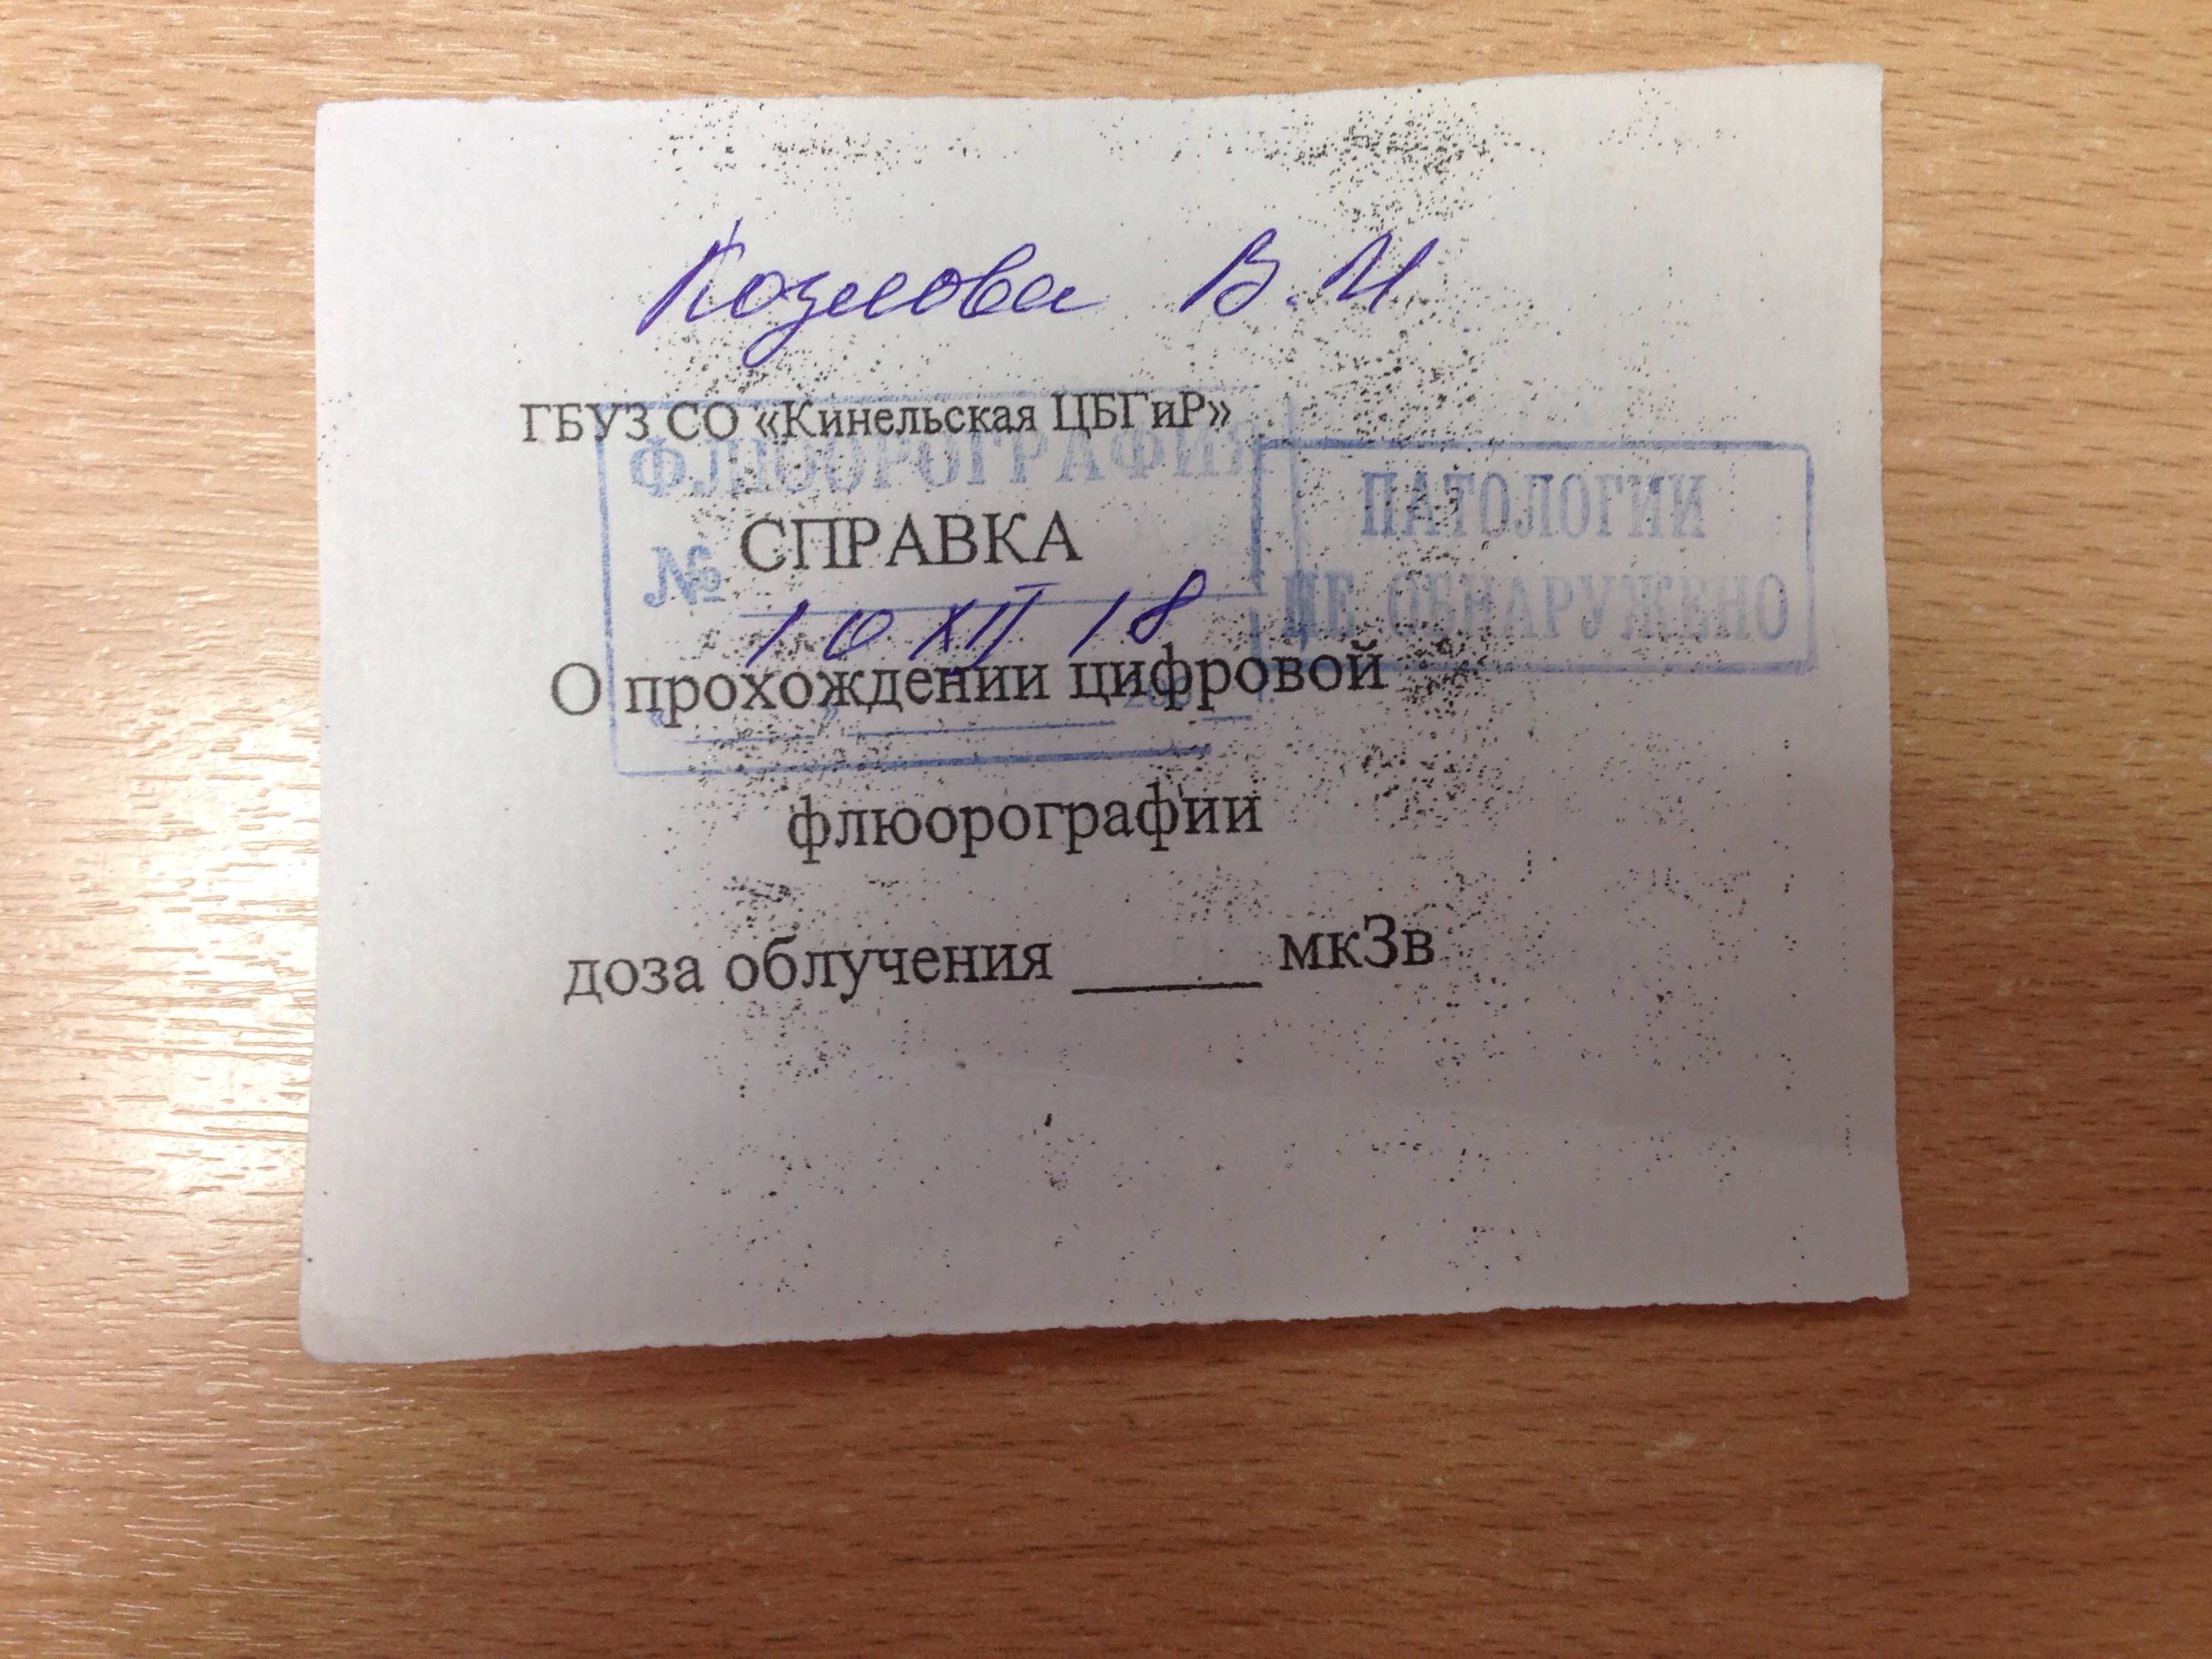 Козлова В.И
ГБУЗ СО «Кинельская ЦБГиР»
ФЛЮОРОГРАФИЯ
ПАТОЛОГИИ
НЕ ОБНАРУЖЕНО
№ СПРАВКА
10 XII 18
О прохождении цифровой
флюорографии
доза облучения ______ мкЗв